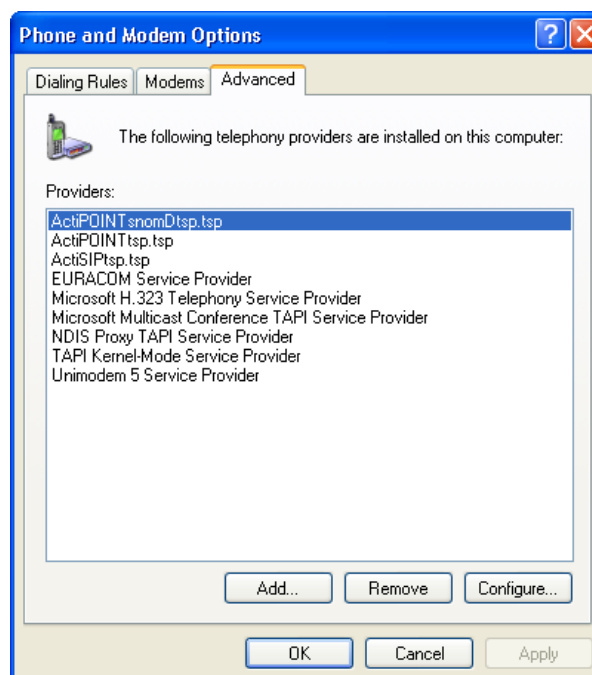 Phone and Modem Options
Dialing Rules Modems Advanced
The following telephony providers are installed on this computer:
Providers:
ActiPOINTsnomDtsp.tsp
ActiPOINTtsp.tsp
ActiSIPtsp.tsp
EURACOM Service Provider
Microsoft H.323 Telephony Service Provider
Microsoft Multicast Conference TAPI Service Provider
NDIS Proxy TAPI Service Provider
TAPI Kernel-Mode Service Provider
Unimodem 5 Service Provider
Add... Remove Configure...
OK Cancel Apply